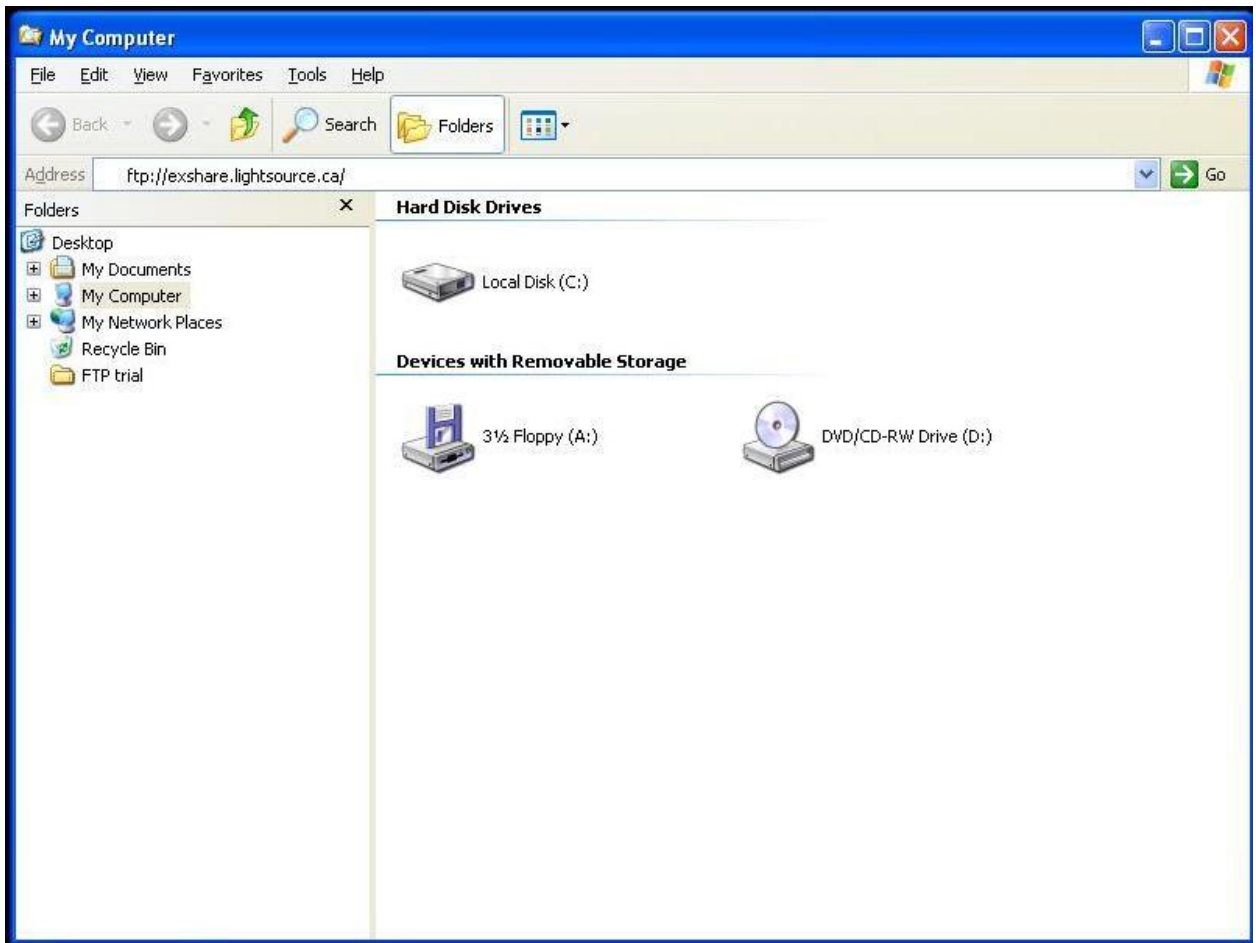 My Computer
File Edit View Favorites Tools Help
Back Search Folders
Address ftp://exshare.lightsource.ca/ Go
Folders
Desktop
My Documents
My Computer
My Network Places
Recycle Bin
FTP trial
Hard Disk Drives
Local Disk (C:)
Devices with Removable Storage
3½ Floppy (A:) DVD/CD-RW Drive (D:)